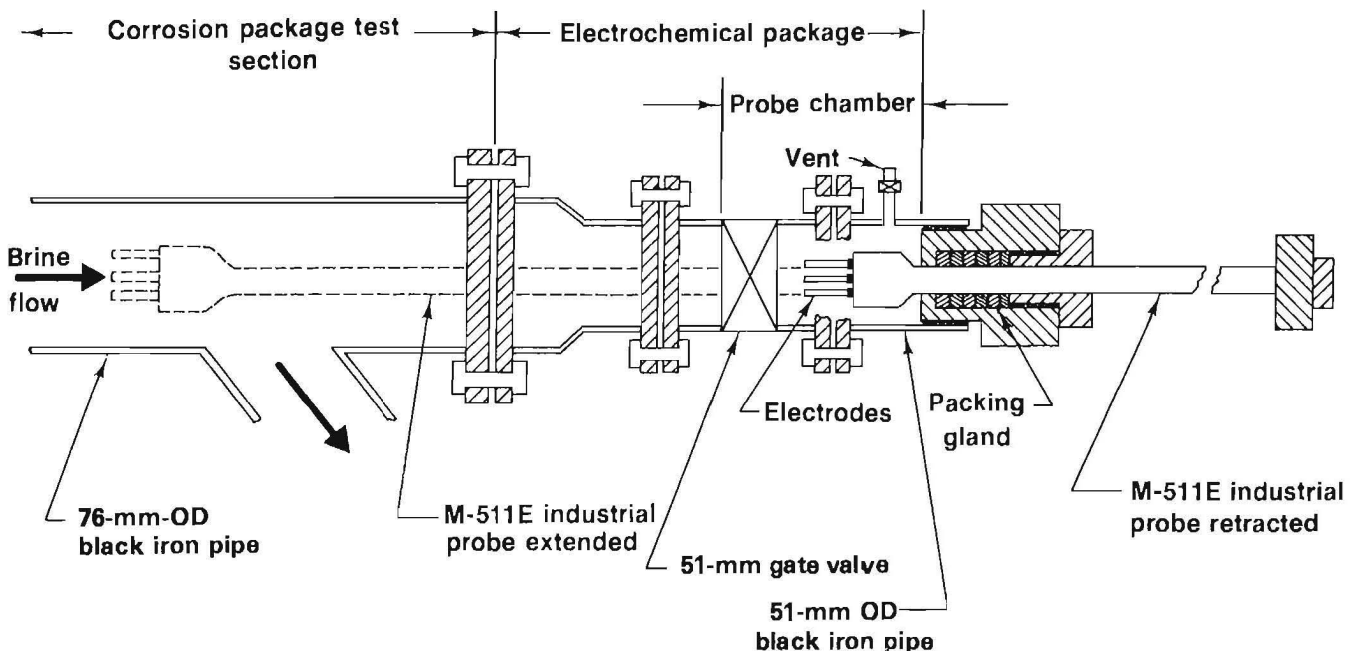 Corrosion package test
section
Electrochemical package
Probe chamber
Vent
Brine
flow
Electrodes
Packing
gland
76-mm-OD
black iron pipe
M-511E industrial
probe extended
M-511E industrial
probe retracted
51-mm gate valve
51-mm OD
black iron pipe